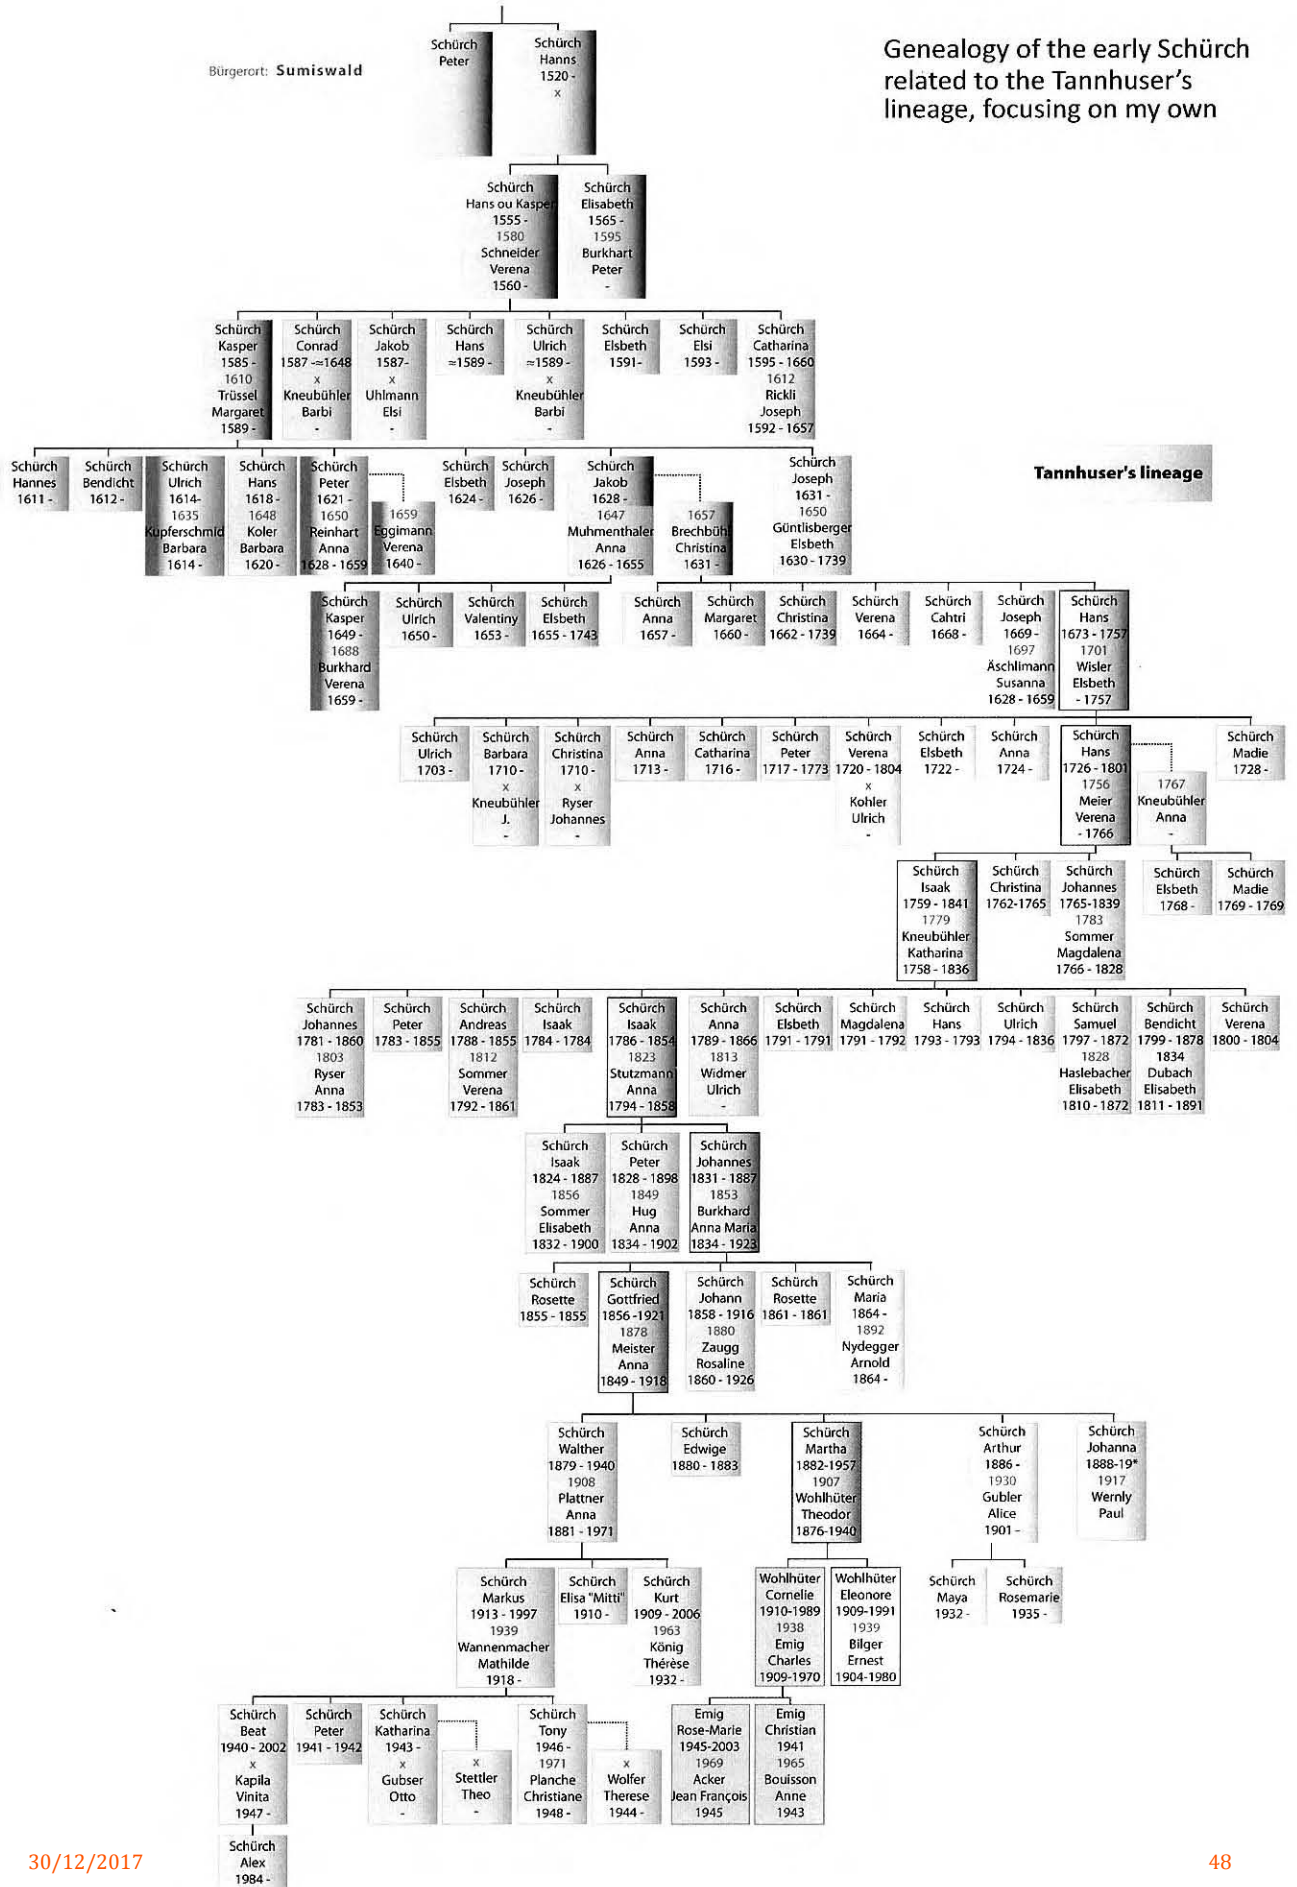 Bürgerort: Sumiswald
Genealogy of the early Schürch
related to the Tannhuser's
lineage, focusing on my own
Schürch
Peter
Schürch
Hanns
1520 -
x
Schürch
Hans ou Kasper
1555 -
1580
Schneider
Verena
1560 -
Schürch
Elisabeth
1565 -
1595
Burkhart
Peter
-
Schürch
Kasper
1585 -
1610
Trüssel
Margaret
1589 -
Schürch
Conrad
1587 -≈1648
x
Kneubühler
Barbi
-
Schürch
Jakob
1587-
x
Uhlmann
Elsi
-
Schürch
Hans
≈1589 -
Schürch
Ulrich
≈1589 -
x
Kneubühler
Barbi
-
Schürch
Elsbeth
1591-
Schürch
Elsi
1593 -
Schürch
Catharina
1595 - 1660
1612
Rickli
Joseph
1592 - 1657
Tannhuser's lineage
Schürch
Hannes
1611 -
Schürch
Bendicht
1612 -
Schürch
Ulrich
1614-
1635
Kupferschmid
Barbara
1614 -
Schürch
Hans
1618 -
1648
Koler
Barbara
1620 -
Schürch
Peter
1621 -
1650
Reinhart
Anna
1628 - 1659
1659
Eggimann
Verena
1640 -
Schürch
Elsbeth
1624 -
Schürch
Joseph
1626 -
Schürch
Jakob
1628 -
1647
Muhmenthaler
Anna
1626 - 1655
1657
Brechbühl
Christina
1631 -
Schürch
Joseph
1631 -
1650
Güntlisberger
Elsbeth
1630 - 1739
Schürch
Kasper
1649 -
1688
Burkhard
Verena
1659 -
Schürch
Ulrich
1650 -
Schürch
Valentiny
1653 -
Schürch
Elsbeth
1655 - 1743
Schürch
Anna
1657 -
Schürch
Margaret
1660 -
Schürch
Christina
1662 - 1739
Schürch
Verena
1664 -
Schürch
Cahtri
1668 -
Schürch
Joseph
1669 -
1697
Äschlimann
Susanna
1628 - 1659
Schürch
Hans
1673 - 1757
1701
Wisler
Elsbeth
- 1757
Schürch
Ulrich
1703 -
Schürch
Barbara
1710 -
x
Kneubühler
J.
-
Schürch
Christina
1710 -
x
Ryser
Johannes
-
Schürch
Anna
1713 -
Schürch
Catharina
1716 -
Schürch
Peter
1717 - 1773
Schürch
Verena
1720 - 1804
x
Kohler
Ulrich
-
Schürch
Elsbeth
1722 -
Schürch
Anna
1724 -
Schürch
Hans
1726 - 1801
1756
Meier
Verena
- 1766
1767
Kneubühler
Anna
-
Schürch
Madie
1728 -
Schürch
Isaak
1759 - 1841
1779
Kneubühler
Katharina
1758 - 1836
Schürch
Christina
1762-1765
Schürch
Johannes
1765-1839
1783
Sommer
Magdalena
1766 - 1828
Schürch
Elsbeth
1768 -
Schürch
Madie
1769 - 1769
Schürch
Johannes
1781 - 1860
1803
Ryser
Anna
1783 - 1853
Schürch
Peter
1783 - 1855
Schürch
Andreas
1788 - 1855
1812
Sommer
Verena
1792 - 1861
Schürch
Isaak
1784 - 1784
Schürch
Isaak
1786 - 1854
1823
Stutzmann
Anna
1794 - 1858
Schürch
Anna
1789 - 1866
1813
Widmer
Ulrich
-
Schürch
Elsbeth
1791 - 1791
Schürch
Magdalena
1791 - 1792
Schürch
Hans
1793 - 1793
Schürch
Ulrich
1794 - 1836
Schürch
Samuel
1797 - 1872
1828
Haslebacher
Elisabeth
1810 - 1872
Schürch
Bendicht
1799 - 1878
1834
Dubach
Elisabeth
1811 - 1891
Schürch
Verena
1800 - 1804
Schürch
Isaak
1824 - 1887
1856
Sommer
Elisabeth
1832 - 1900
Schürch
Peter
1828 - 1898
1849
Hug
Anna
1834 - 1902
Schürch
Johannes
1831 - 1887
1853
Burkhard
Anna Maria
1834 - 1923
Schürch
Rosette
1855 - 1855
Schürch
Gottfried
1856 -1921
1878
Meister
Anna
1849 - 1918
Schürch
Johann
1858 - 1916
1880
Zaugg
Rosaline
1860 - 1926
Schürch
Rosette
1861 - 1861
Schürch
Maria
1864 -
1892
Nydegger
Arnold
1864 -
Schürch
Walther
1879 - 1940
1908
Plattner
Anna
1881 - 1971
Schürch
Edwige
1880 - 1883
Schürch
Martha
1882-1957
1907
Wohlhüter
Theodor
1876-1940
Schürch
Arthur
1886 -
1930
Gubler
Alice
1901 -
Schürch
Johanna
1888-19*
1917
Wernly
Paul
Schürch
Markus
1913 - 1997
1939
Wannenmacher
Mathilde
1918 -
Schürch
Elisa "Mitti"
1910 -
Schürch
Kurt
1909 - 2006
1963
König
Thérèse
1932 -
Wohlhüter
Cornelie
1910-1989
1938
Emig
Charles
1909-1970
Wohlhüter
Eleonore
1909-1991
1939
Bilger
Ernest
1904-1980
Schürch
Maya
1932 -
Schürch
Rosemarie
1935 -
Schürch
Beat
1940 - 2002
x
Kapila
Vinita
1947 -
Schürch
Peter
1941 - 1942
Schürch
Katharina
1943 -
x
Gubser
Otto
-
x
Stettler
Theo
-
Schürch
Tony
1946 -
1971
Planche
Christiane
1948 -
x
Wolfer
Therese
1944 -
Emig
Rose-Marie
1945-2003
1969
Acker
Jean François
1945
Emig
Christian
1941
1965
Bouisson
Anne
1943
Schürch
Alex
1984 -
30/12/2017
48